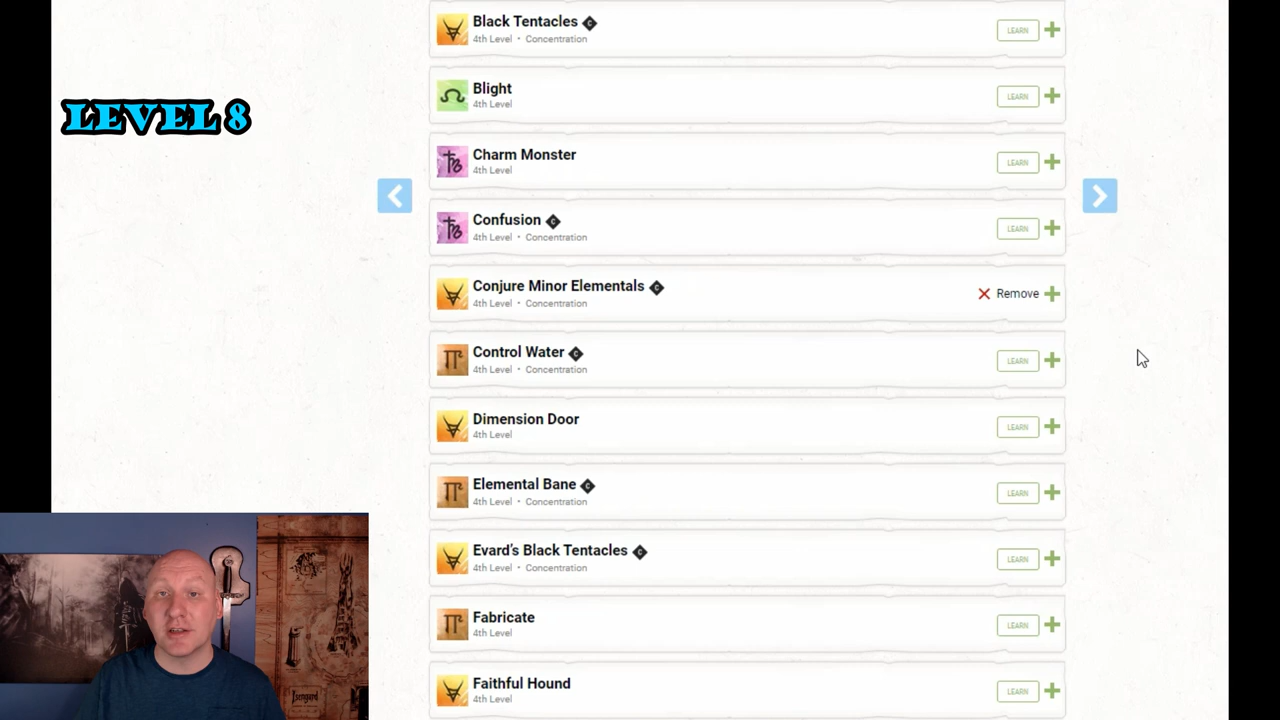 Black Tentacles
4th Level • Concentration
LEARN
LEVEL 8
Blight
4th Level
LEARN
Charm Monster
4th Level
LEARN
Confusion
4th Level • Concentration
LEARN
Conjure Minor Elementals
4th Level • Concentration
Remove
Control Water
4th Level • Concentration
LEARN
Dimension Door
4th Level
LEARN
Elemental Bane
4th Level • Concentration
LEARN
Evard's Black Tentacles
4th Level • Concentration
LEARN
Fabricate
4th Level
LEARN
Faithful Hound
4th Level
LEARN
Isengard